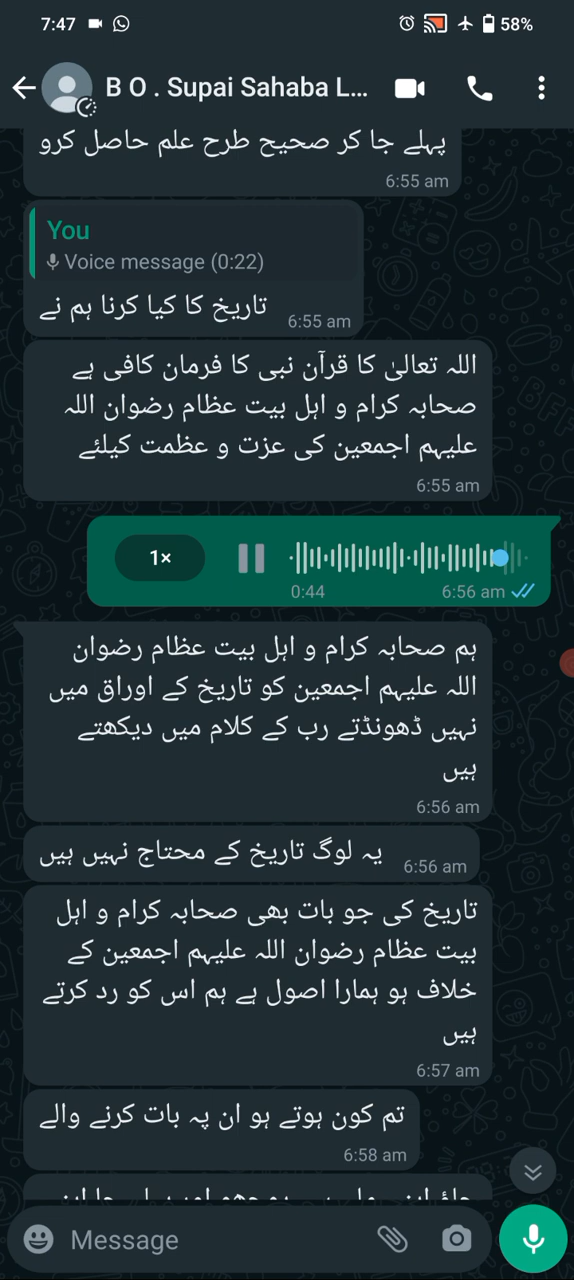 7:47
58%
B O . Supai Sahaba L...
پہلے جا کر صحیح طرح علم حاصل کرو
6:55 am
You
Voice message (0:22)
تاریخ کا کیا کرنا ہم نے
6:55 am
اللہ تعالیٰ کا قرآن نبی کا فرمان کافی ہے
صحابہ کرام و اہل بیت عظام رضوان اللہ
علیہم اجمعین کی عزت و عظمت کیلئے
6:55 am
1×
0:44
6:56 am
ہم صحابہ کرام و اہل بیت عظام رضوان
اللہ علیہم اجمعین کو تاریخ کے اوراق میں
نہیں ڈھونڈتے رب کے کلام میں دیکھتے
ہیں
6:56 am
یہ لوگ تاریخ کے محتاج نہیں ہیں
6:56 am
تاریخ کی جو بات بھی صحابہ کرام و اہل
بیت عظام رضوان اللہ علیہم اجمعین کے
خلاف ہو ہمارا اصول ہے ہم اس کو رد کرتے
ہیں
6:57 am
تم کون ہوتے ہو ان پہ بات کرنے والے
6:58 am
Message